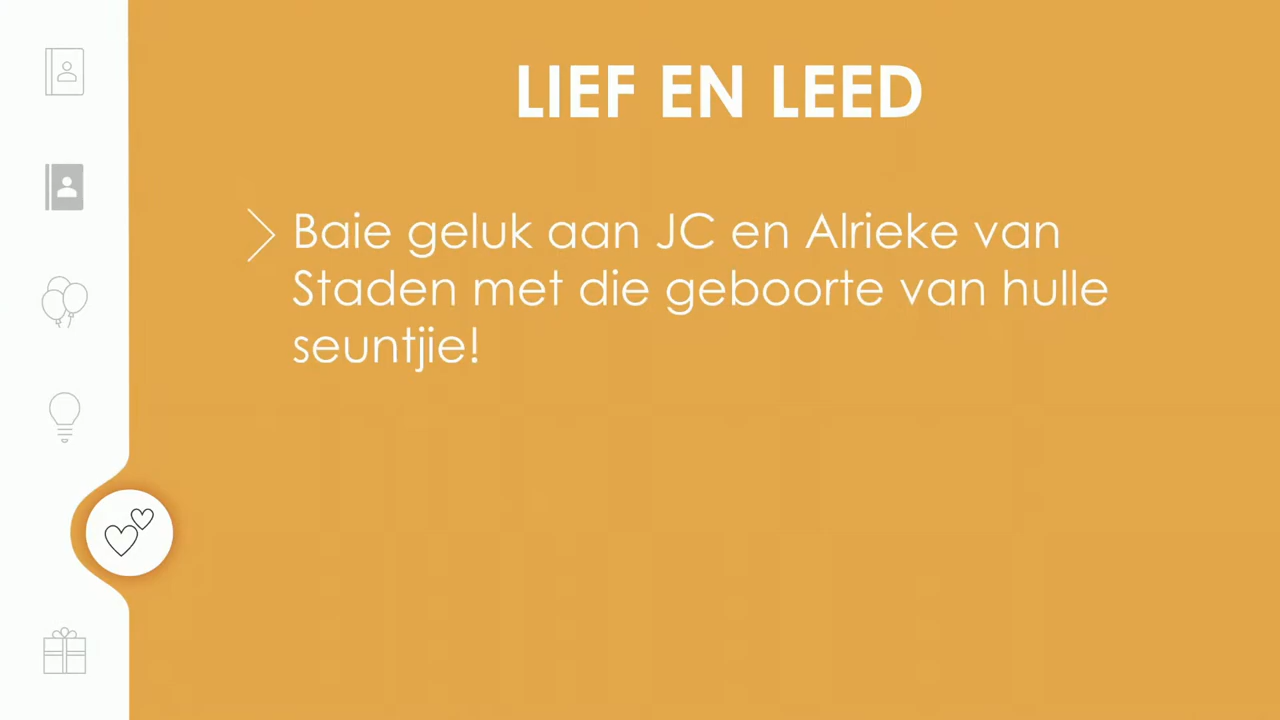 LIEF EN LEED
Baie geluk aan JC en Alrieke van
Staden met die geboorte van hulle
seuntjie!